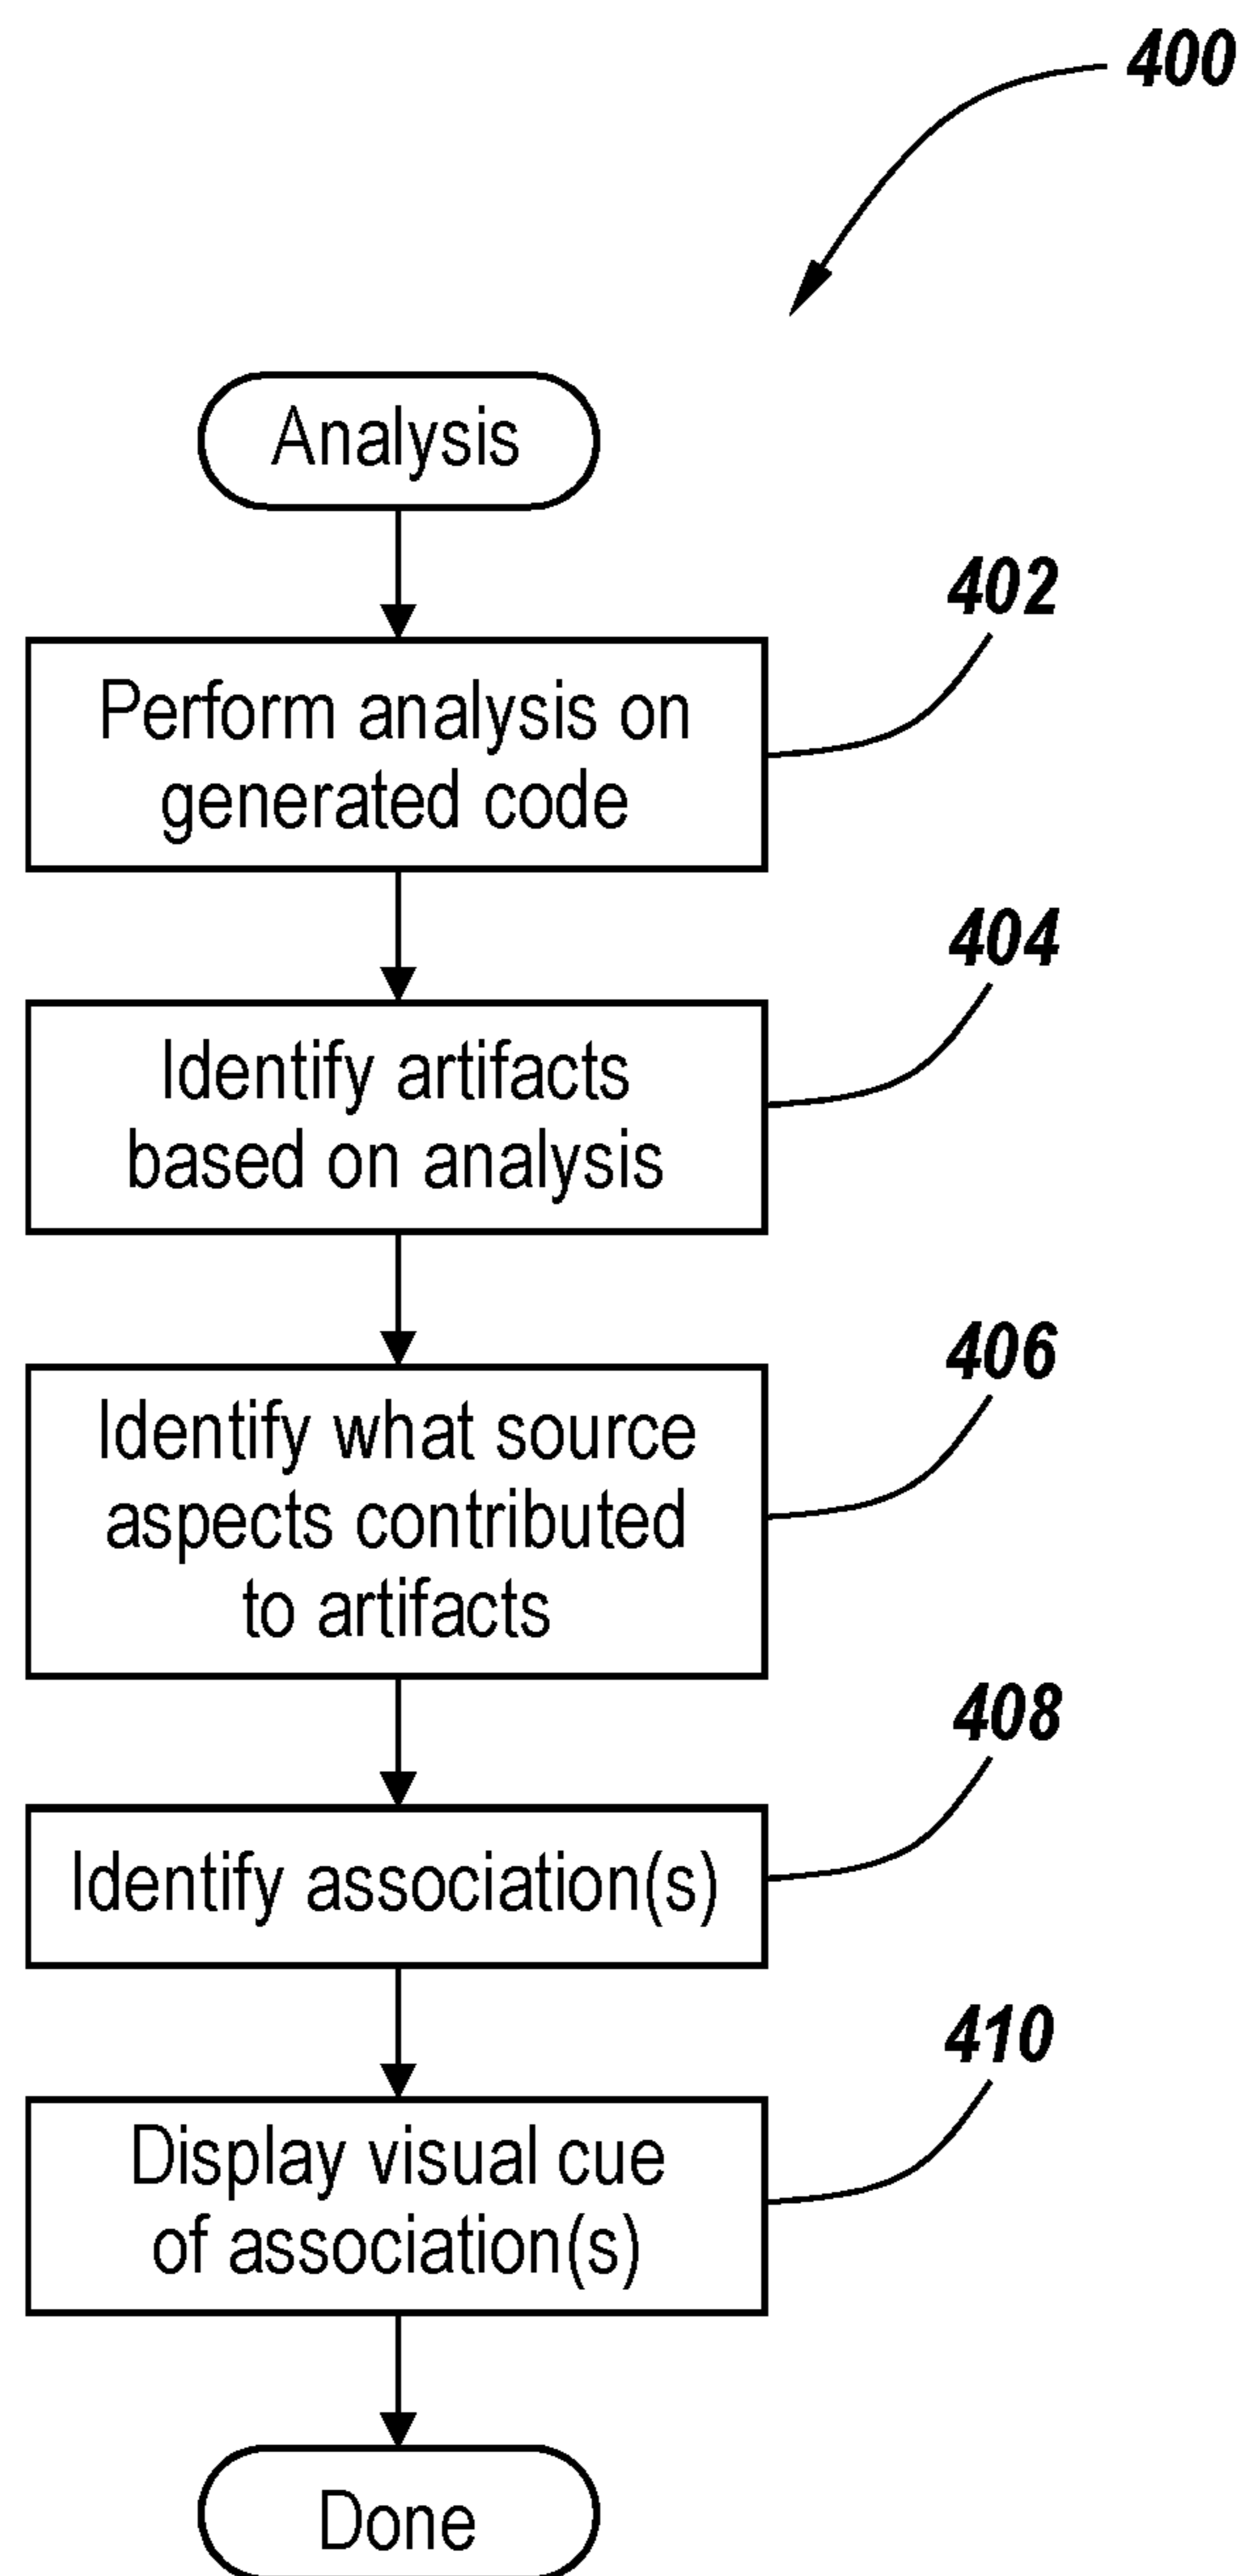 400
Analysis
402
Perform analysis on
generated code
404
Identify artifacts
based on analysis
406
Identify what source
aspects contributed
to artifacts
408
Identify association(s)
410
Display visual cue
of association(s)
Done